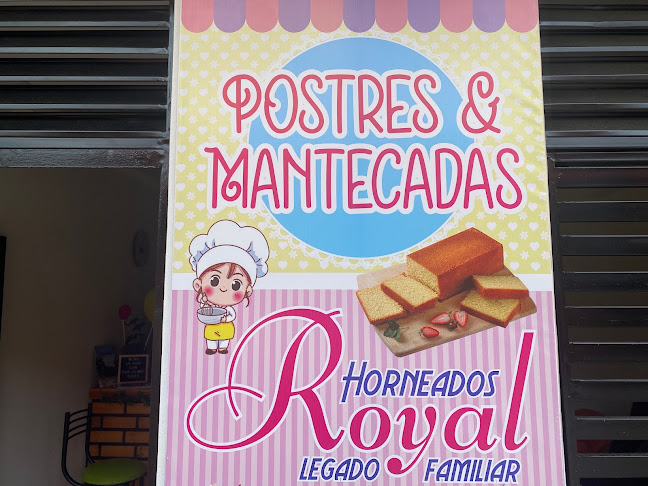 POSTRES &
MANTECADAS
HORNEADOS
Royal
LEGADO FAMILIAR